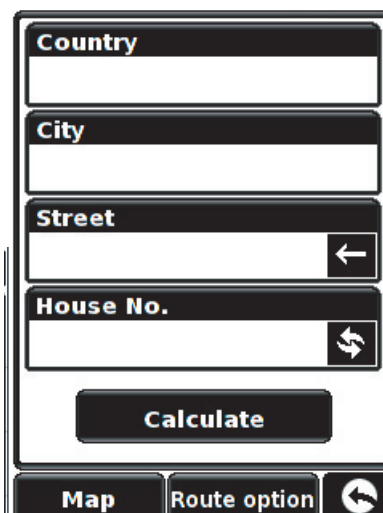 Country
City
Street
House No.
Calculate
Map
Route option